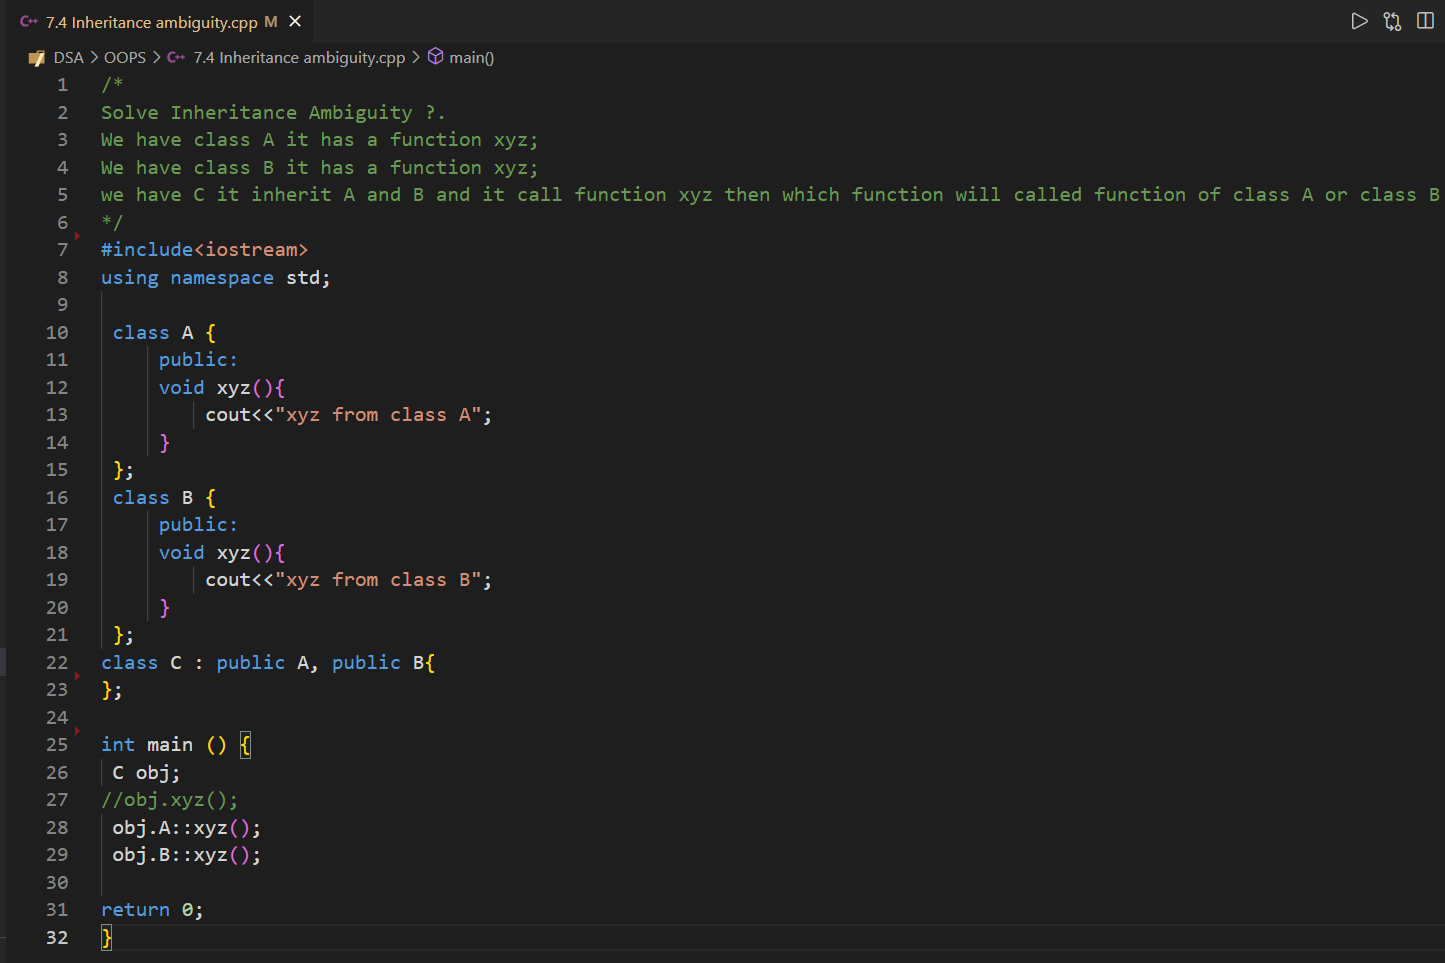 C++ 7.4 Inheritance ambiguity.cpp M
DSA > OOPS > C++ 7.4 Inheritance ambiguity.cpp > main()
1 /*
2 Solve Inheritance Ambiguity ?.
3 We have class A it has a function xyz;
4 We have class B it has a function xyz;
5 we have C it inherit A and B and it call function xyz then which function will called function of class A or class B
6 */
7 #include<iostream>
8 using namespace std;
9
10 class A {
11 public:
12 void xyz(){
13 cout<<"xyz from class A";
14 }
15 };
16 class B {
17 public:
18 void xyz(){
19 cout<<"xyz from class B";
20 }
21 };
22 class C : public A, public B{
23 };
24
25 int main () {
26 C obj;
27 //obj.xyz();
28 obj.A::xyz();
29 obj.B::xyz();
30
31 return 0;
32 }